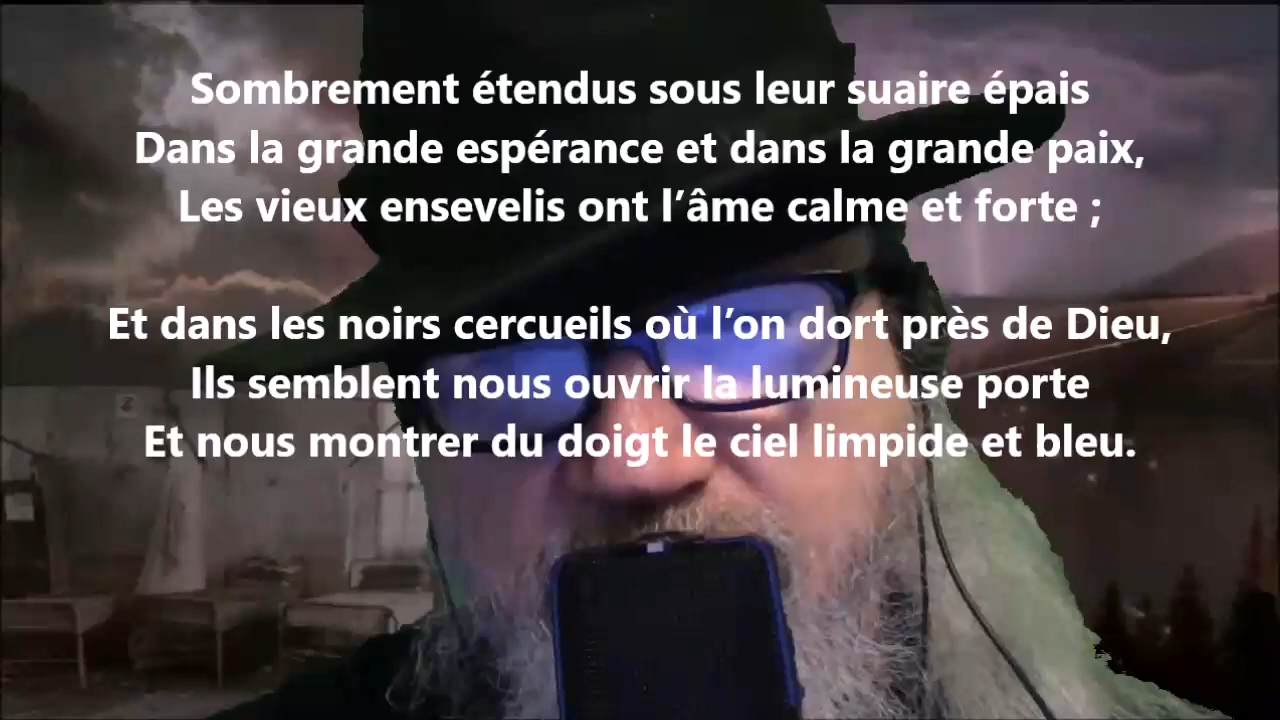 Sombrement étendus sous leur suaire épais
Dans la grande espérance et dans la grande paix,
Les vieux ensevelis ont l’âme calme et forte ;
Et dans les noirs cercueils où l’on dort près de Dieu,
Ils semblent nous ouvrir la lumineuse porte
Et nous montrer du doigt le ciel limpide et bleu.